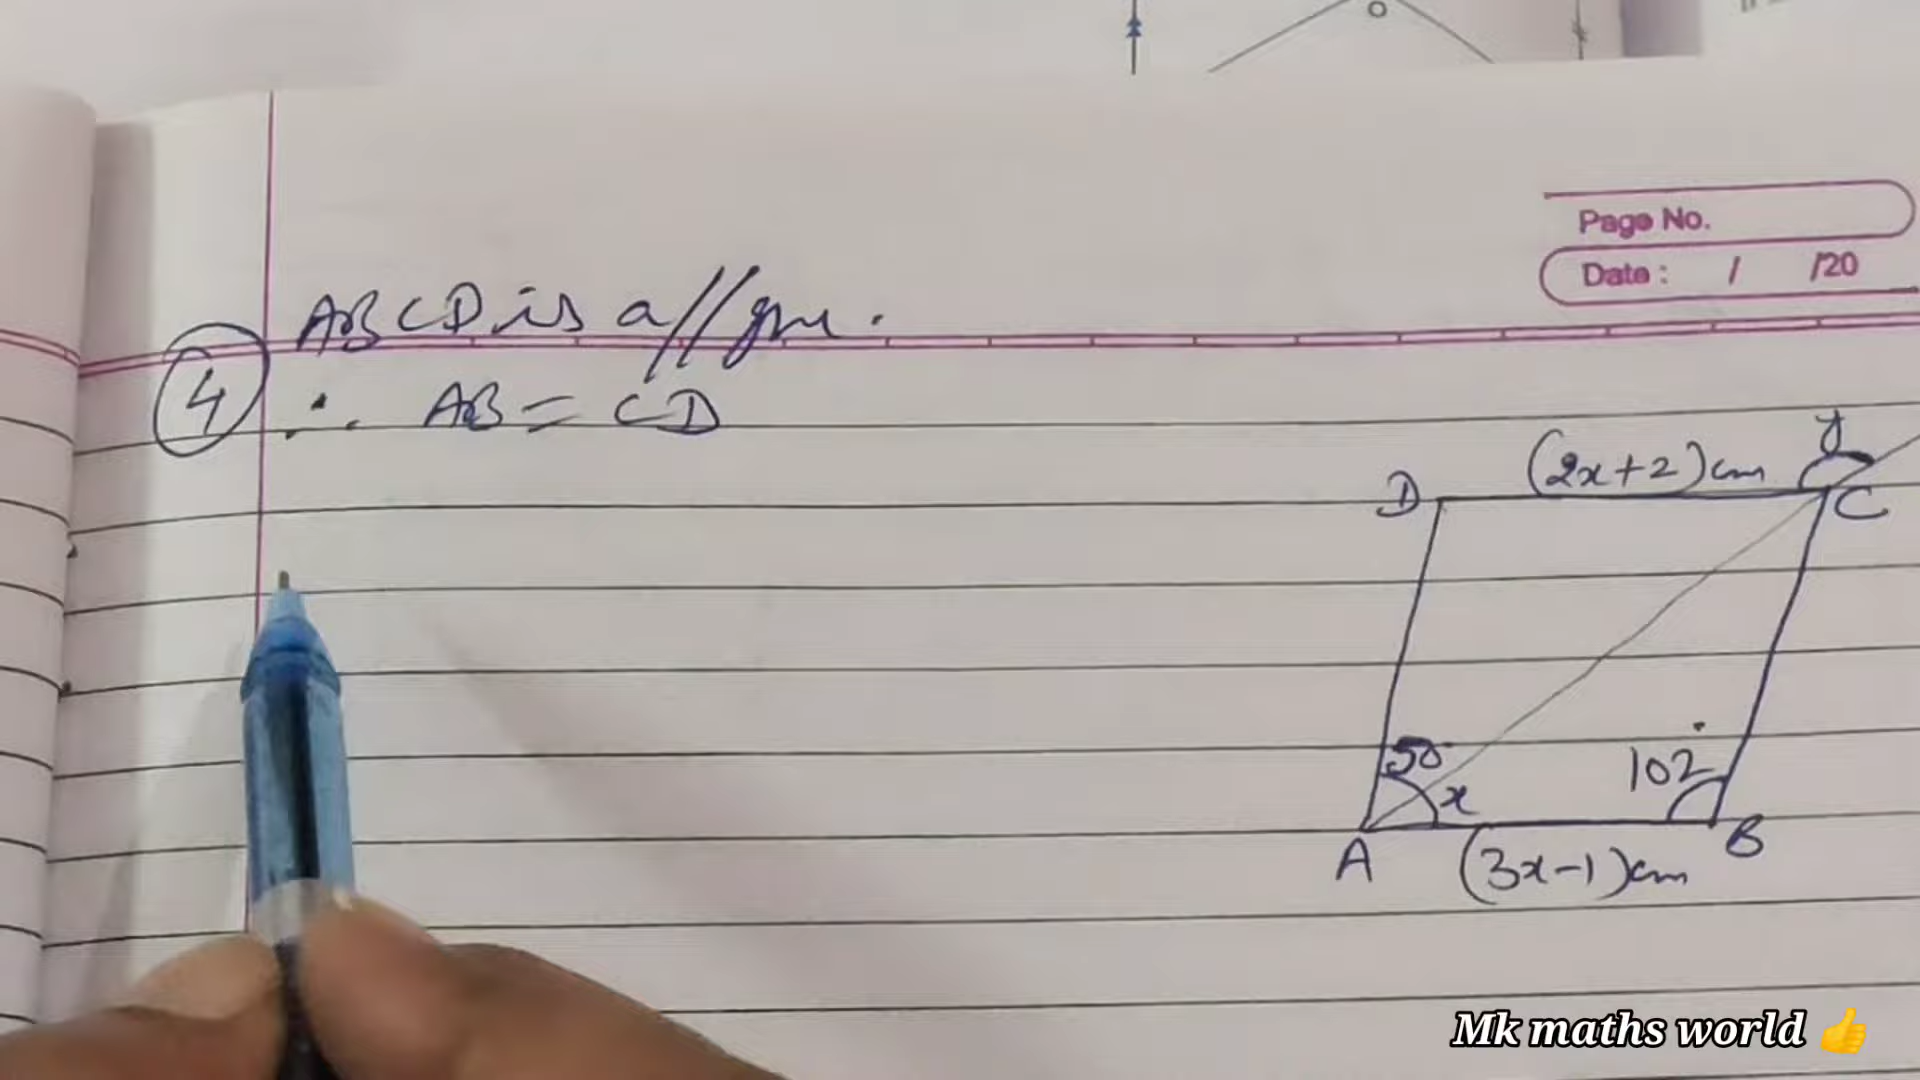 O
Page No.
Date : / /20
ABCD is a //gm.
4
∴ AB = CD
(2x+2)cm
y
D
C
50°
x
102°
A
B
(3x-1)cm
Mk maths world 👍